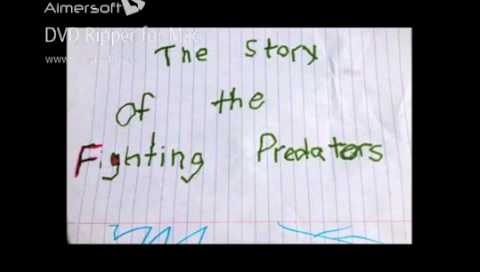 Aimersoft
DVD Ripper for Mac
The Story
of the
Fighting Predators